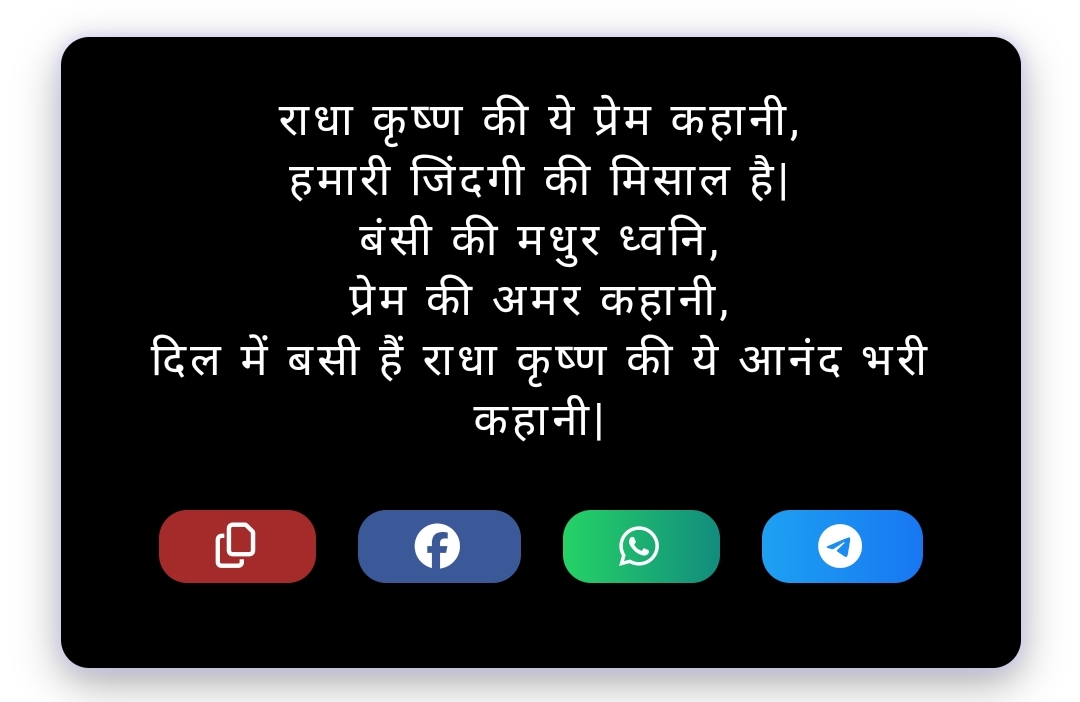 राधा कृष्ण की ये प्रेम कहानी,
हमारी जिंदगी की मिसाल है|
बंसी की मधुर ध्वनि,
प्रेम की अमर कहानी,
दिल में बसी हैं राधा कृष्ण की ये आनंद भरी
कहानी|